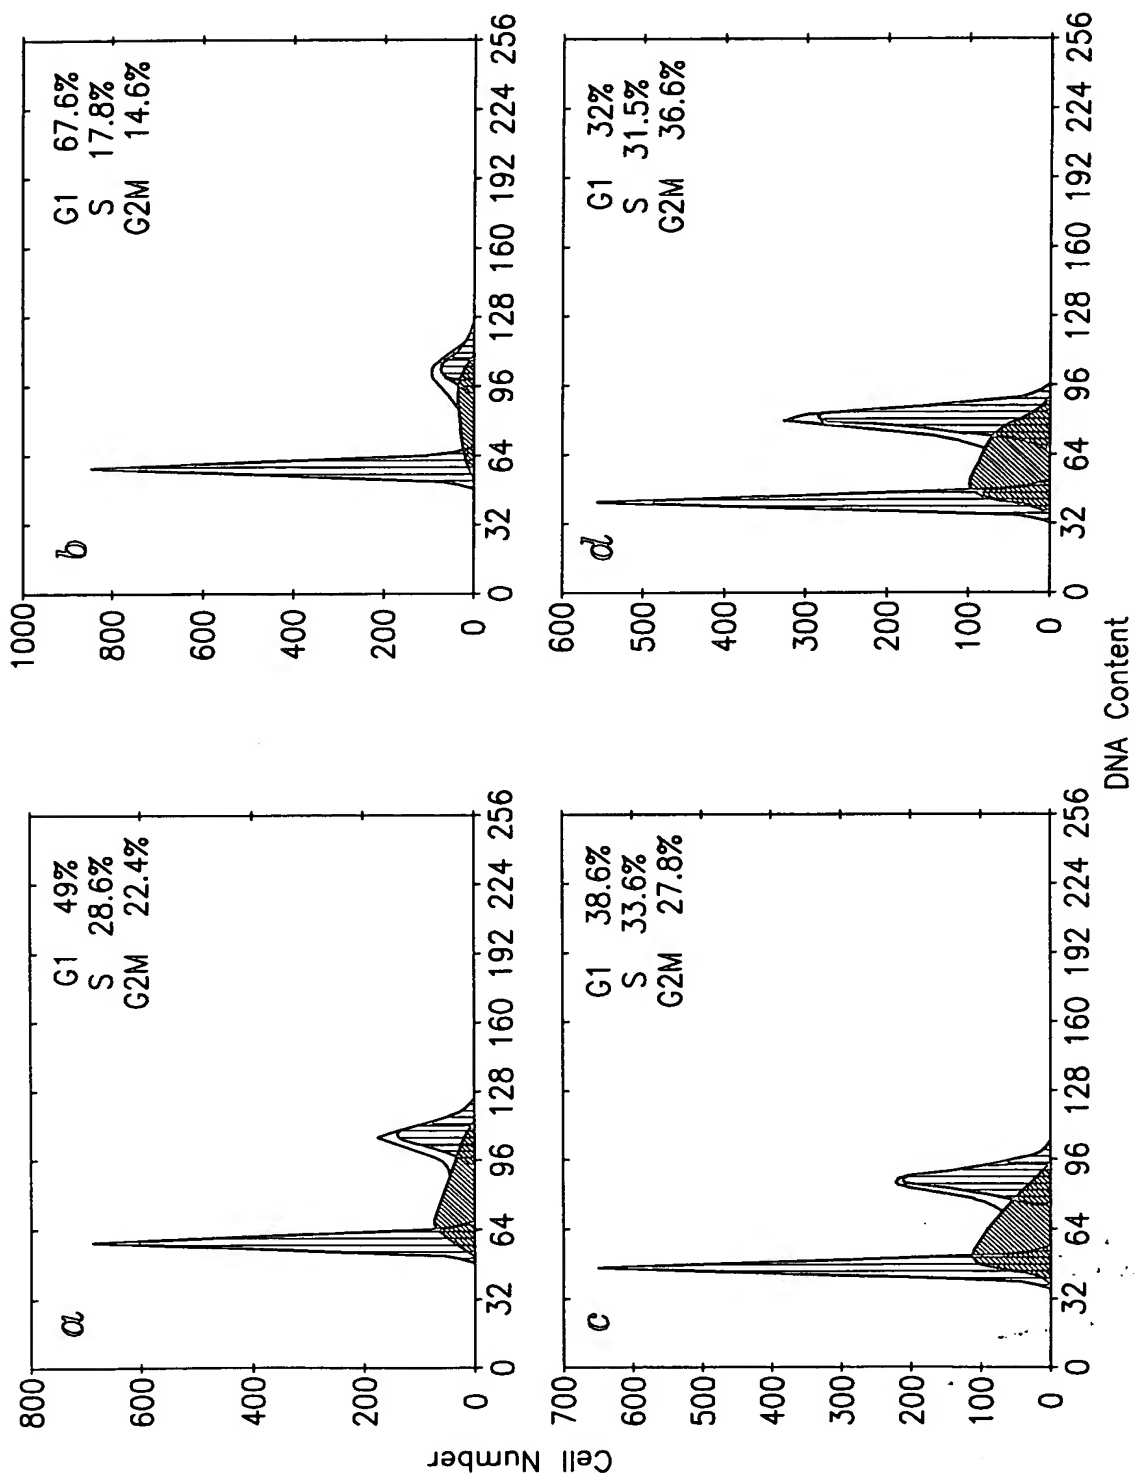 a
G1 49%
S 28.6%
G2M 22.4%
800
600
400
200
0
0 32 64 96 128 160 192 224 256
b
G1 67.6%
S 17.8%
G2M 14.6%
1000
800
600
400
200
0
0 32 64 96 128 160 192 224 256
c
G1 38.6%
S 33.6%
G2M 27.8%
700
600
500
400
300
200
100
0
0 32 64 96 128 160 192 224 256
d
G1 32%
S 31.5%
G2M 36.6%
600
500
400
300
200
100
0
0 32 64 96 128 160 192 224 256
Cell Number
DNA Content